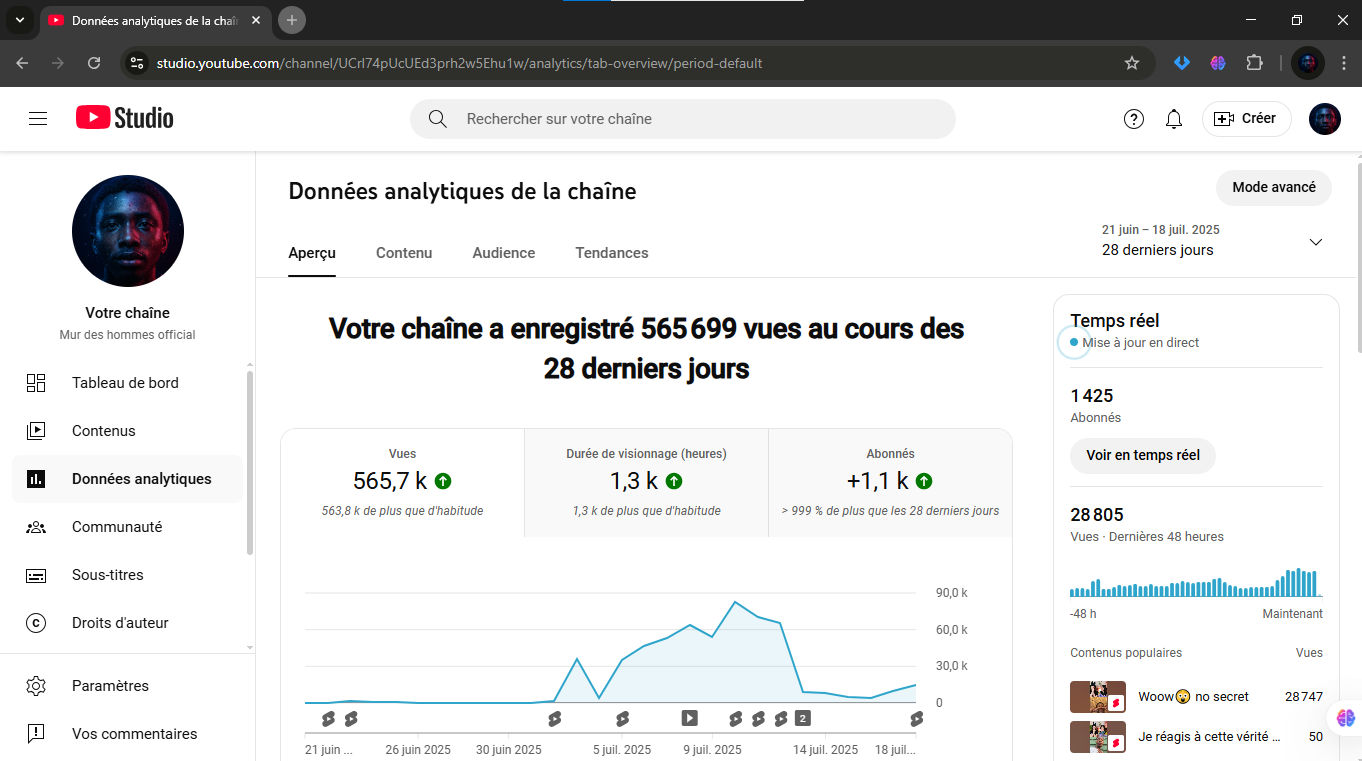 Données analytiques de la chaîn
studio.youtube.com/channel/UCrl74pUcUEd3prh2w5Ehu1w/analytics/tab-overview/period-default
Studio
Rechercher sur votre chaîne
Créer
Votre chaîne
Mur des hommes official
Tableau de bord
Contenus
Données analytiques
Communauté
Sous-titres
Droits d'auteur
Paramètres
Vos commentaires
Données analytiques de la chaîne
Mode avancé
Aperçu
Contenu
Audience
Tendances
21 juin – 18 juil. 2025
28 derniers jours
Votre chaîne a enregistré 565 699 vues au cours des
28 derniers jours
Vues
565,7 k
563,8 k de plus que d'habitude
Durée de visionnage (heures)
1,3 k
1,3 k de plus que d'habitude
Abonnés
+1,1 k
> 999 % de plus que les 28 derniers jours
90,0 k
60,0 k
30,0 k
0
2
21 juin ...
26 juin 2025
30 juin 2025
5 juil. 2025
9 juil. 2025
14 juil. 2025
18 juil...
Temps réel
Mise à jour en direct
1 425
Abonnés
Voir en temps réel
28 805
Vues · Dernières 48 heures
-48 h
Maintenant
Contenus populaires
Vues
Woow😲 no secret
28 747
Je réagis à cette vérité ...
50